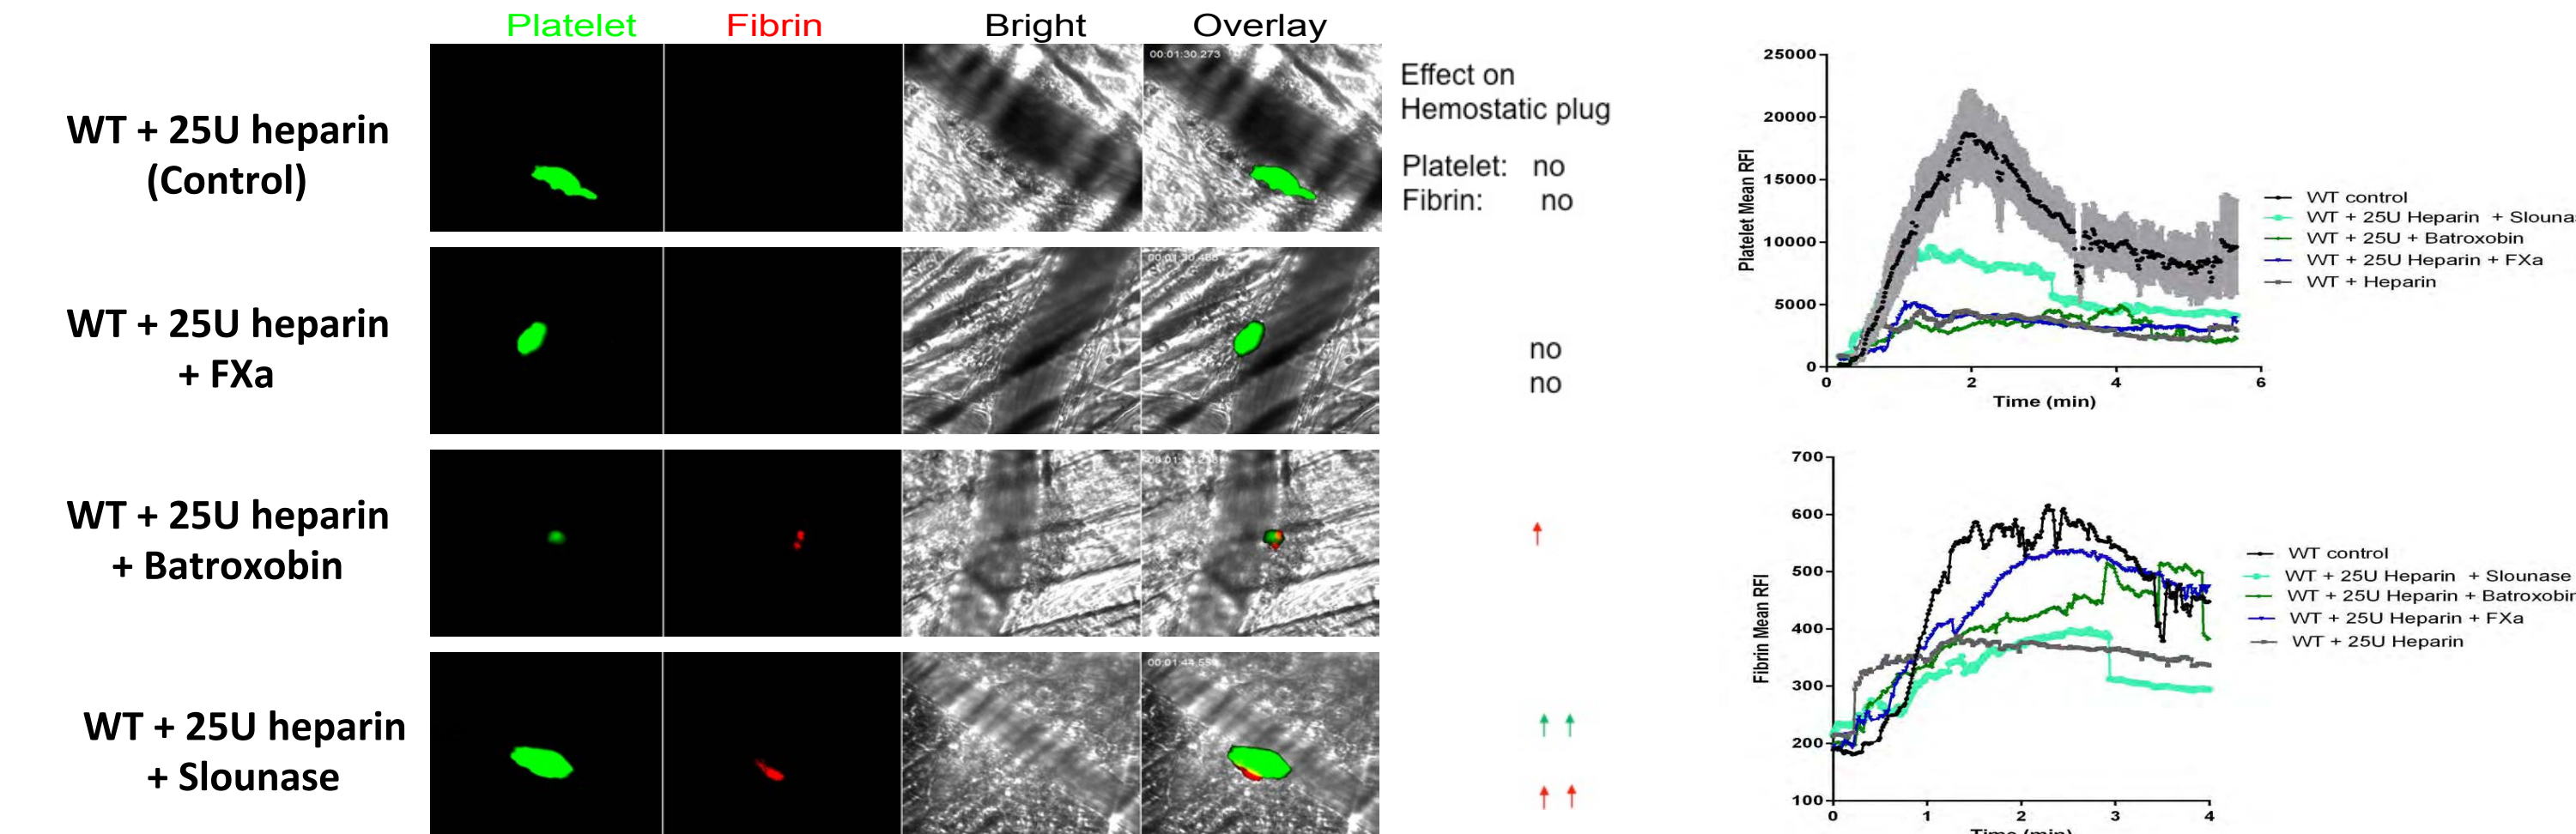 Platelet Fibrin Bright Overlay
WT + 25U heparin
(Control)
00:01:30.273
Effect on
Hemostatic plug
Platelet: no
Fibrin: no
WT + 25U heparin
+ FXa
no
no
WT + 25U heparin
+ Batroxobin
WT + 25U heparin
+ Slounase
Platelet Mean RFI
25000
20000
15000
10000
5000
0
0 2 4 6
Time (min)
WT control
WT + 25U Heparin + Slounas
WT + 25U + Batroxobin
WT + 25U Heparin + FXa
WT + Heparin
Fibrin Mean RFI
700
600
500
400
300
200
100
0 1 2 3 4
Time (min)
WT control
WT + 25U Heparin + Slounase
WT + 25U Heparin + Batroxobin
WT + 25U Heparin + FXa
WT + 25U Heparin